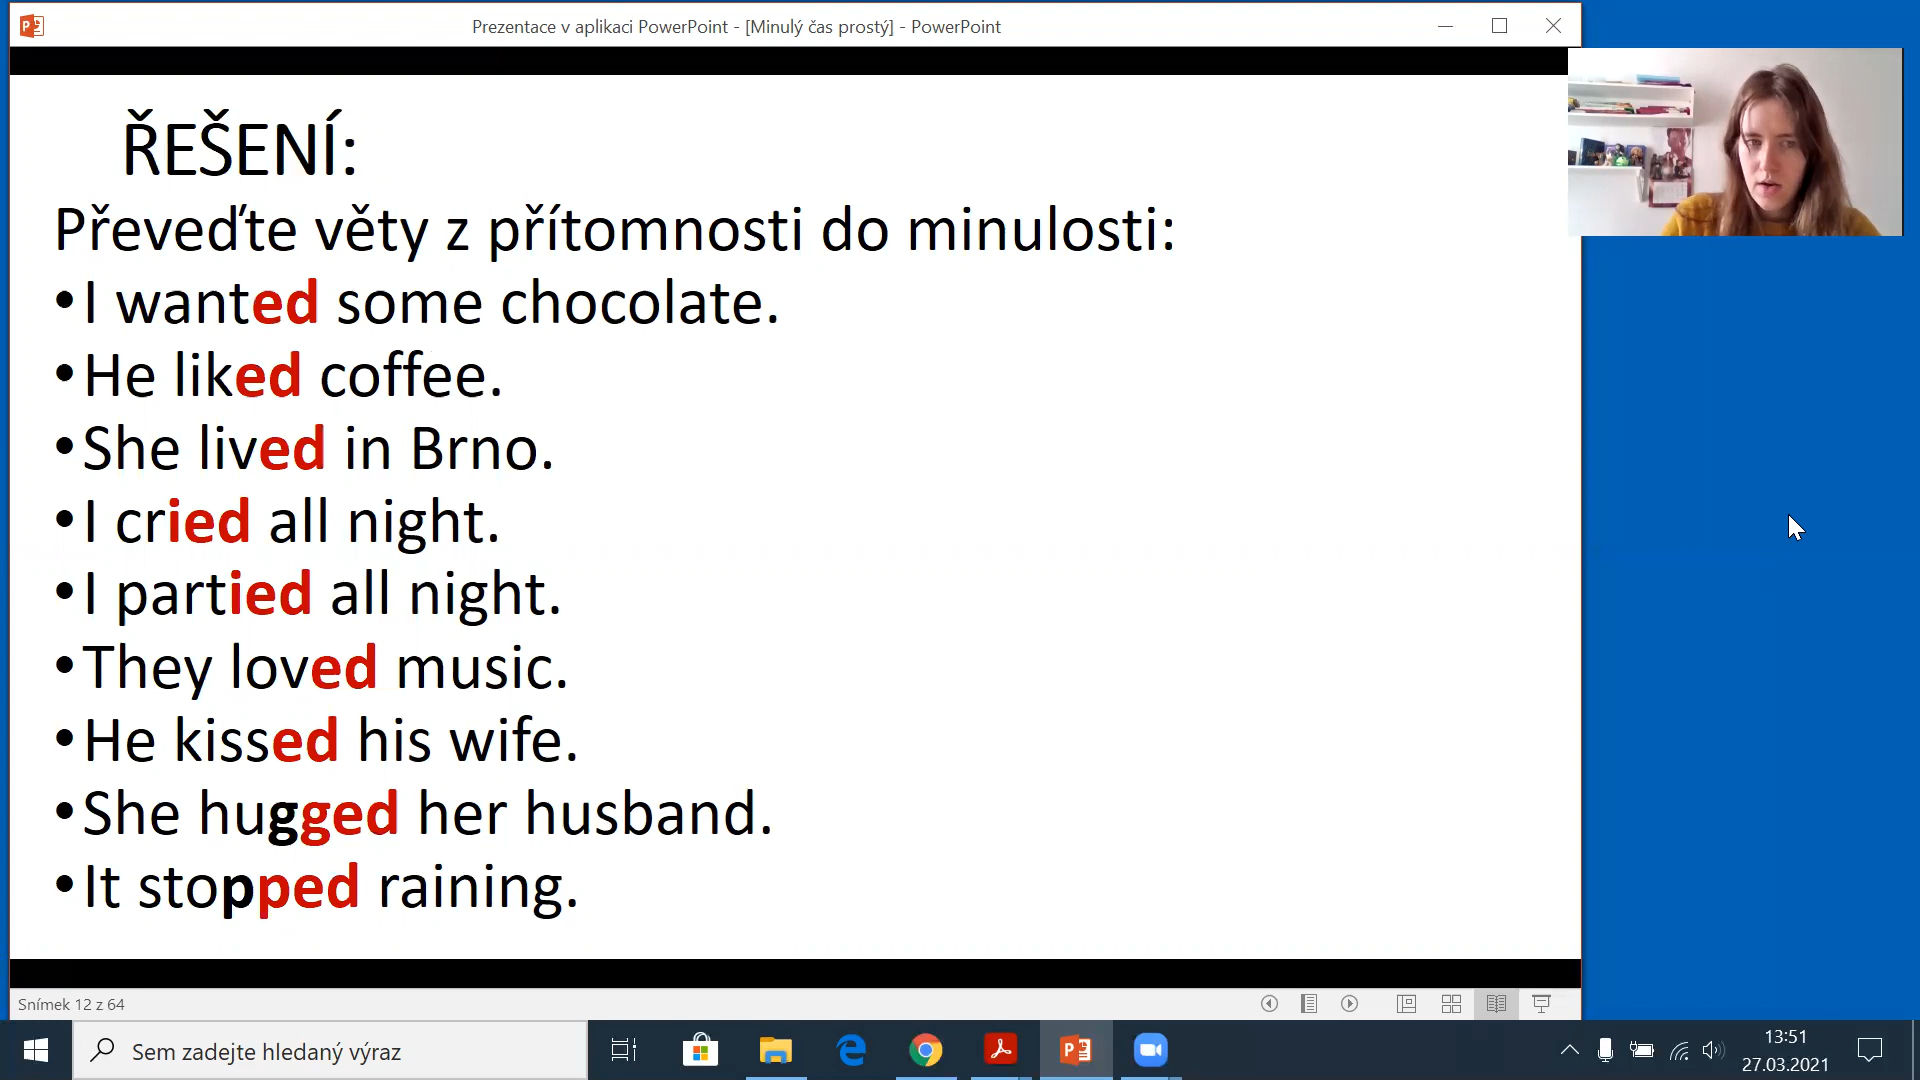 Prezentace v aplikaci PowerPoint - [Minulý čas prostý] - PowerPoint
ŘEŠENÍ:
Převeďte věty z přítomnosti do minulosti:
•I wanted some chocolate.
•He liked coffee.
•She lived in Brno.
•I cried all night.
•I partied all night.
•They loved music.
•He kissed his wife.
•She hugged her husband.
•It stopped raining.
Snímek 12 z 64
Sem zadejte hledaný výraz
13:51
27.03.2021